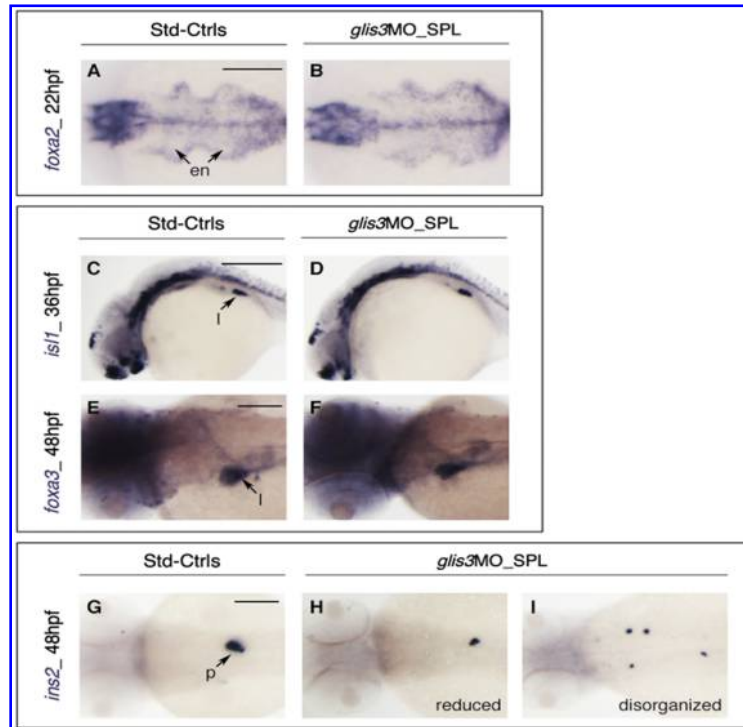 Std-Ctrls glis3MO_SPL
foxa2_ 22hpf
A B
en
Std-Ctrls glis3MO_SPL
isl1_ 36hpf
C D
l
foxa3_ 48hpf
E F
l
Std-Ctrls glis3MO_SPL
ins2_ 48hpf
G H I
p
reduced disorganized